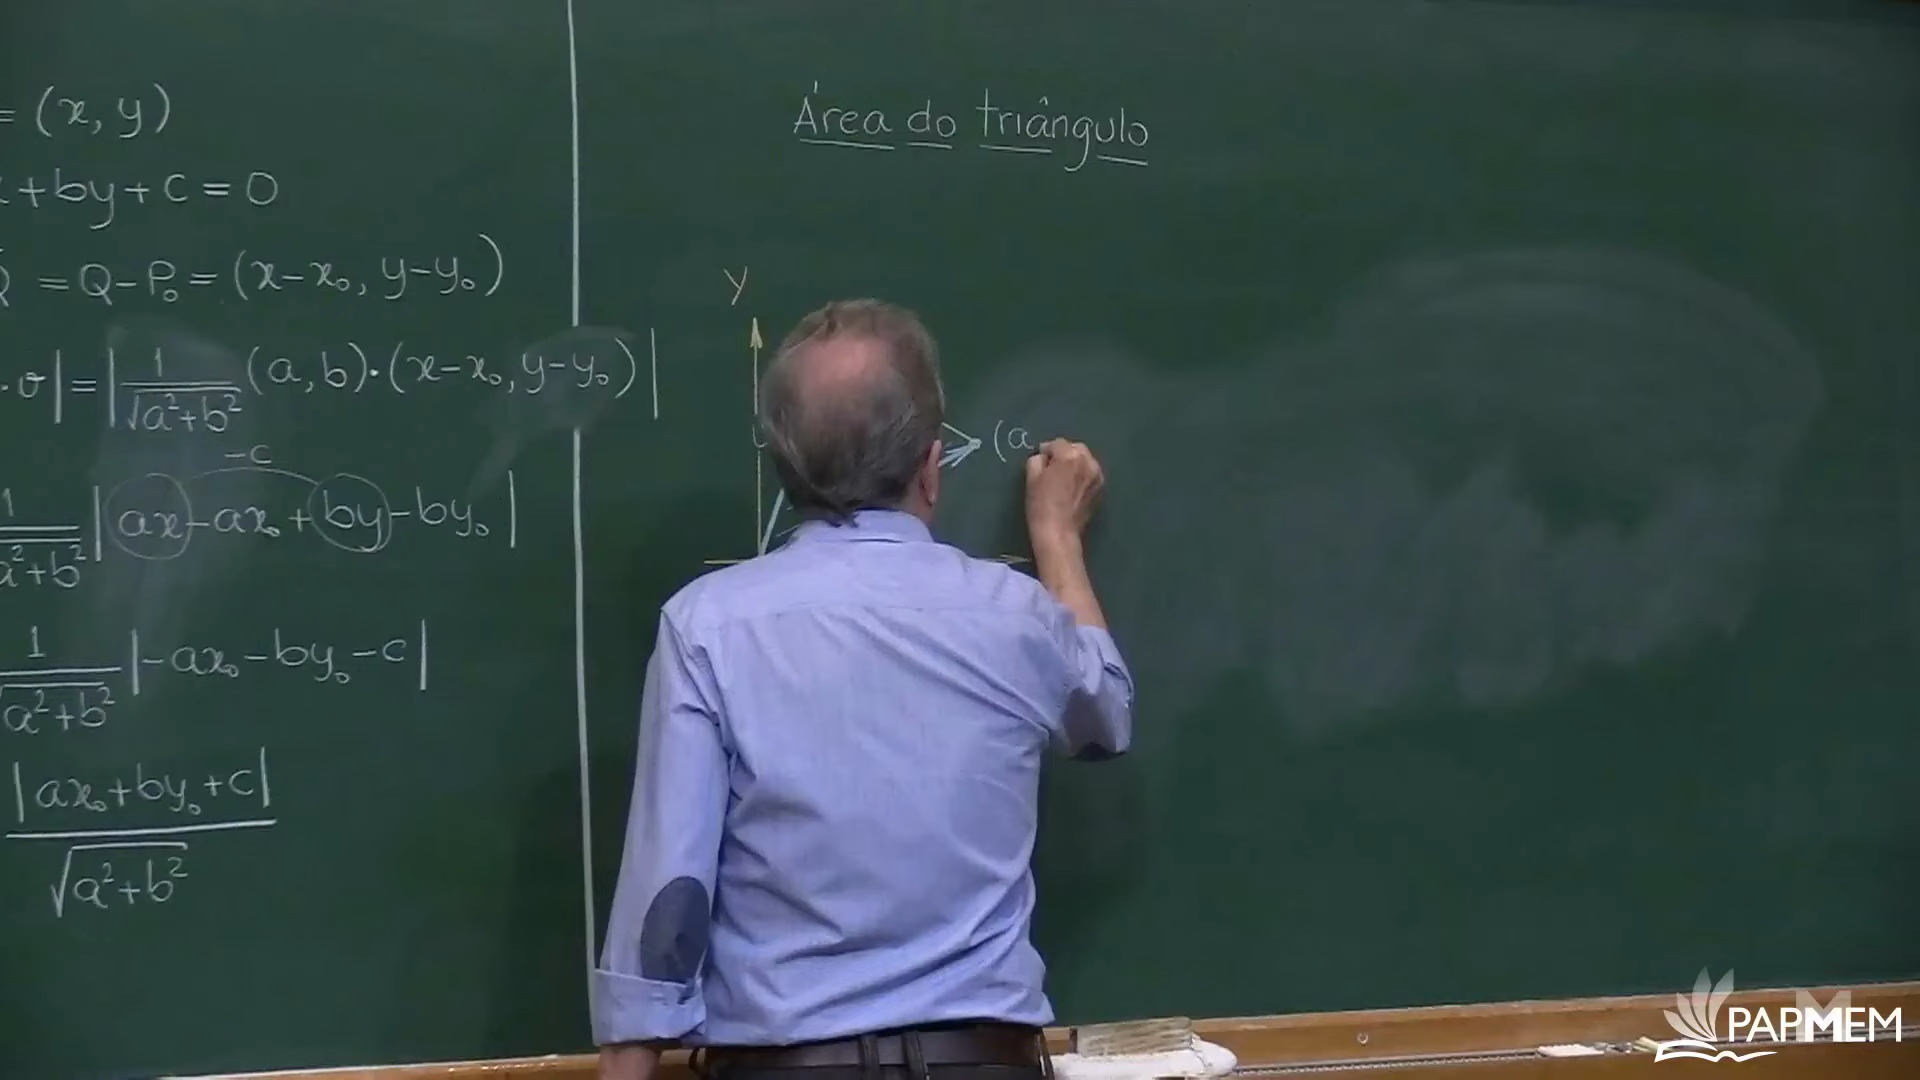 = (x, y)
x + by + c = 0
= Q - P₀ = (x - x₀, y - y₀)
· v| = | 1/√(a² + b²) (a, b) · (x - x₀, y - y₀) |
-c
1/√(a² + b²) | ax - ax₀ + by - by₀ |
1/√(a² + b²) | -ax₀ - by₀ - c |
| ax₀ + by₀ + c |
√(a² + b²)
Área do triângulo
y
(a
PAPMEM